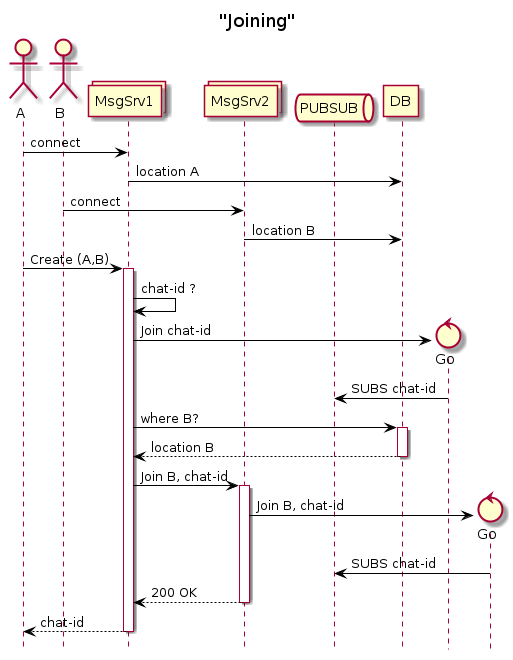 "Joining"
A
B
MsgSrv1
MsgSrv2
PUBSUB
DB
connect
location A
connect
location B
Create (A,B)
chat-id ?
Join chat-id
Go
SUBS chat-id
where B?
location B
Join B, chat-id
Join B, chat-id
Go
SUBS chat-id
200 OK
chat-id